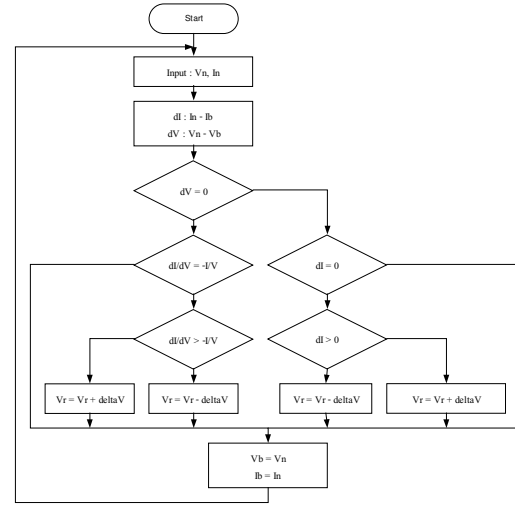 Start
Input : Vn, In
dI : In - Ib
dV : Vn - Vb
dV = 0
dI/dV = -I/V
dI = 0
dI/dV > -I/V
dI > 0
Vr = Vr + deltaV
Vr = Vr - deltaV
Vr = Vr - deltaV
Vr = Vr + deltaV
Vb = Vn
Ib = In